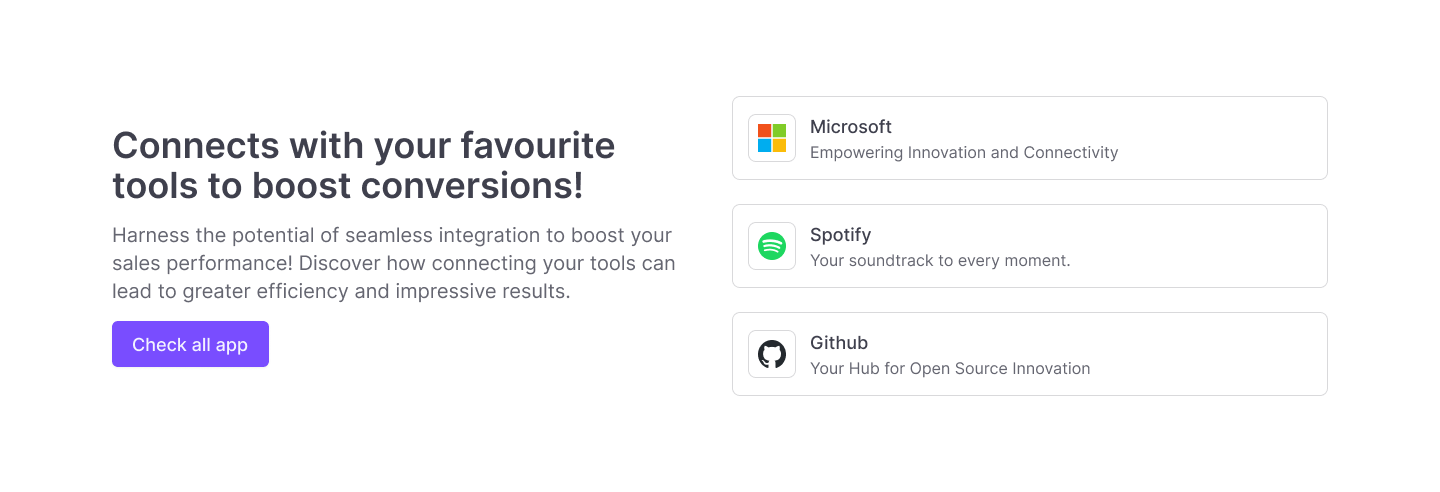 Connects with your favourite
tools to boost conversions!
Harness the potential of seamless integration to boost your
sales performance! Discover how connecting your tools can
lead to greater efficiency and impressive results.
Check all app
Microsoft
Empowering Innovation and Connectivity
Spotify
Your soundtrack to every moment.
Github
Your Hub for Open Source Innovation